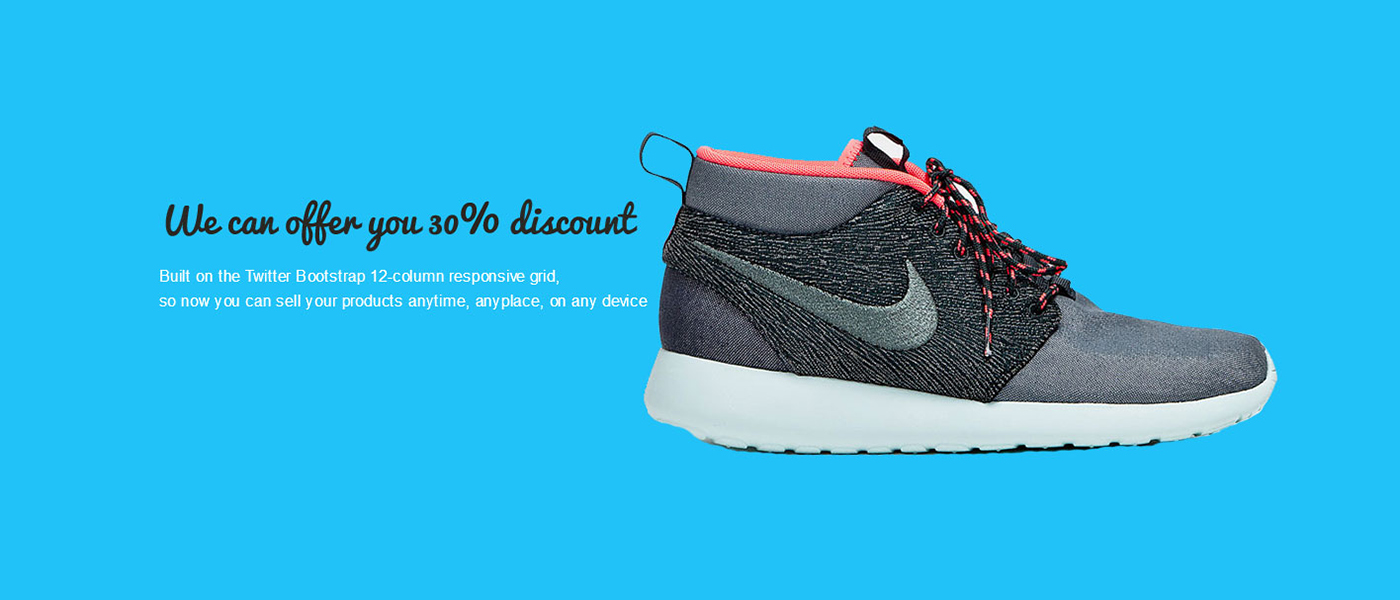 We can offer you 30% discount
Built on the Twitter Bootstrap 12-column responsive grid,
so now you can sell your products anytime, anyplace, on any device